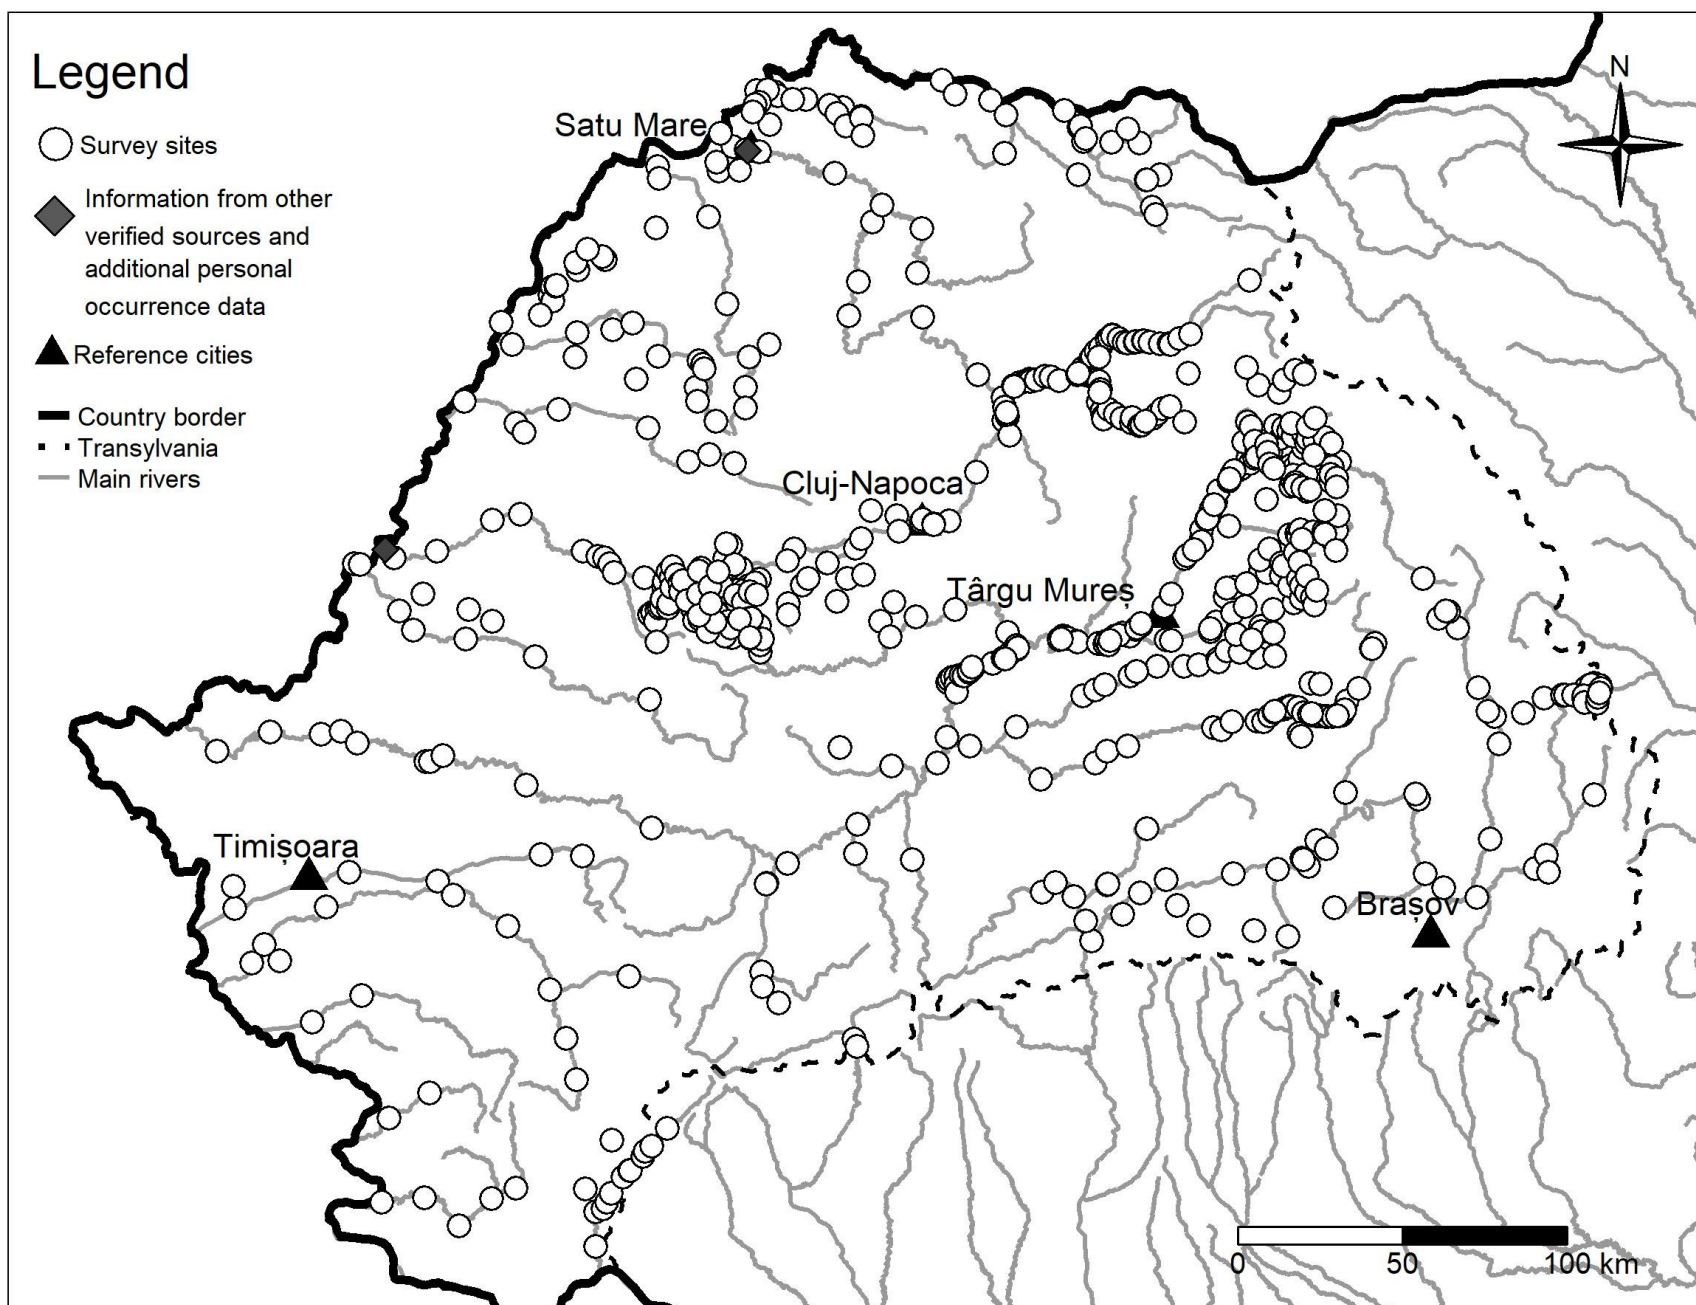 Legend
Survey sites
Information from other
verified sources and
additional personal
occurrence data
Reference cities
Country border
Transylvania
Main rivers
N
Satu Mare
Cluj-Napoca
Târgu Mureș
Timișoara
Brașov
0 50 100 km